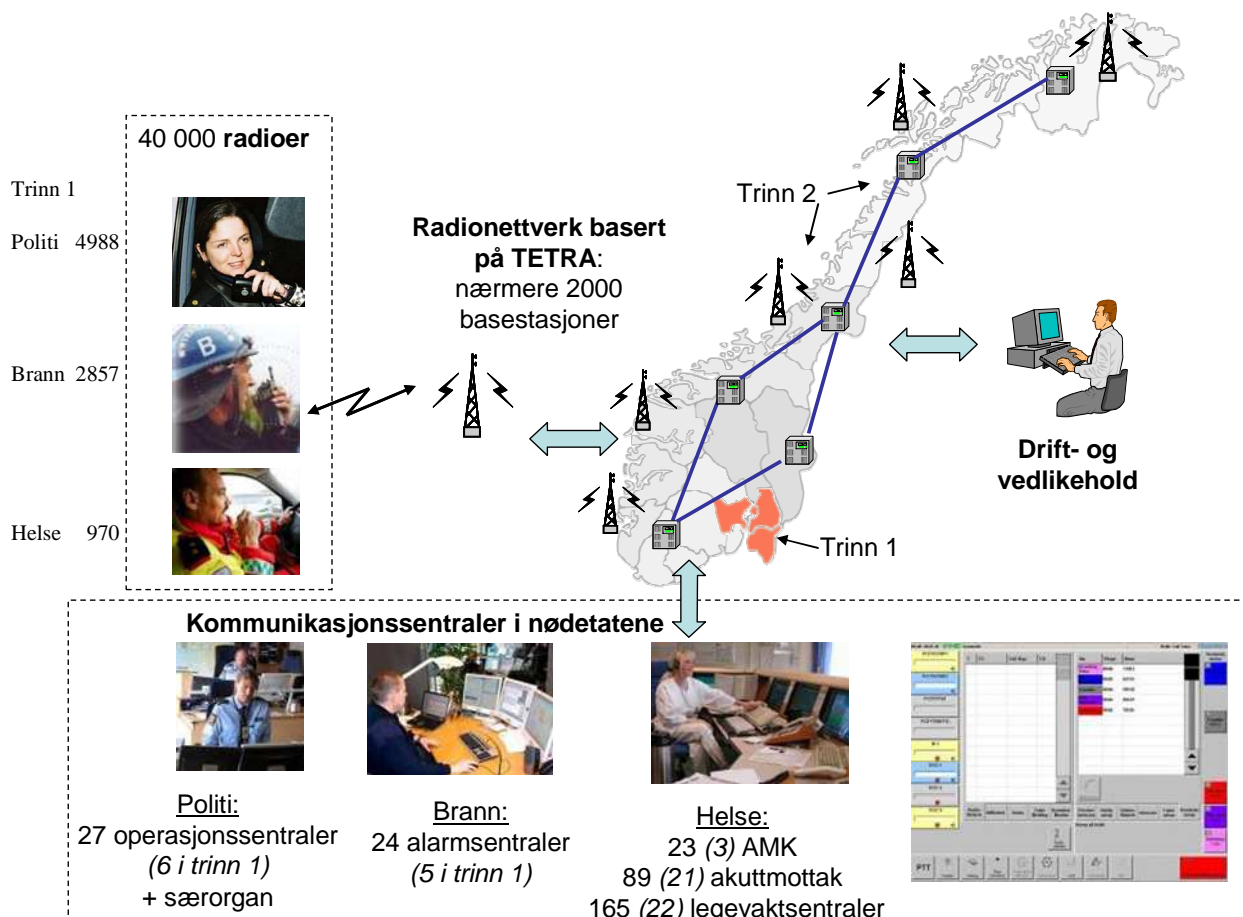 40 000 radioer
Trinn 1
Politi 4988
Brann 2857
Helse 970
Radionettverk basert
på TETRA:
nærmere 2000
basestasjoner
Trinn 2
Trinn 1
Drift- og
vedlikehold
Kommunikasjonssentraler i nødetatene
Politi:
27 operasjonssentraler
(6 i trinn 1)
+ særorgan
Brann:
24 alarmsentraler
(5 i trinn 1)
Helse:
23 (3) AMK
89 (21) akuttmottak
165 (22) legevaktsentraler
B
PTT